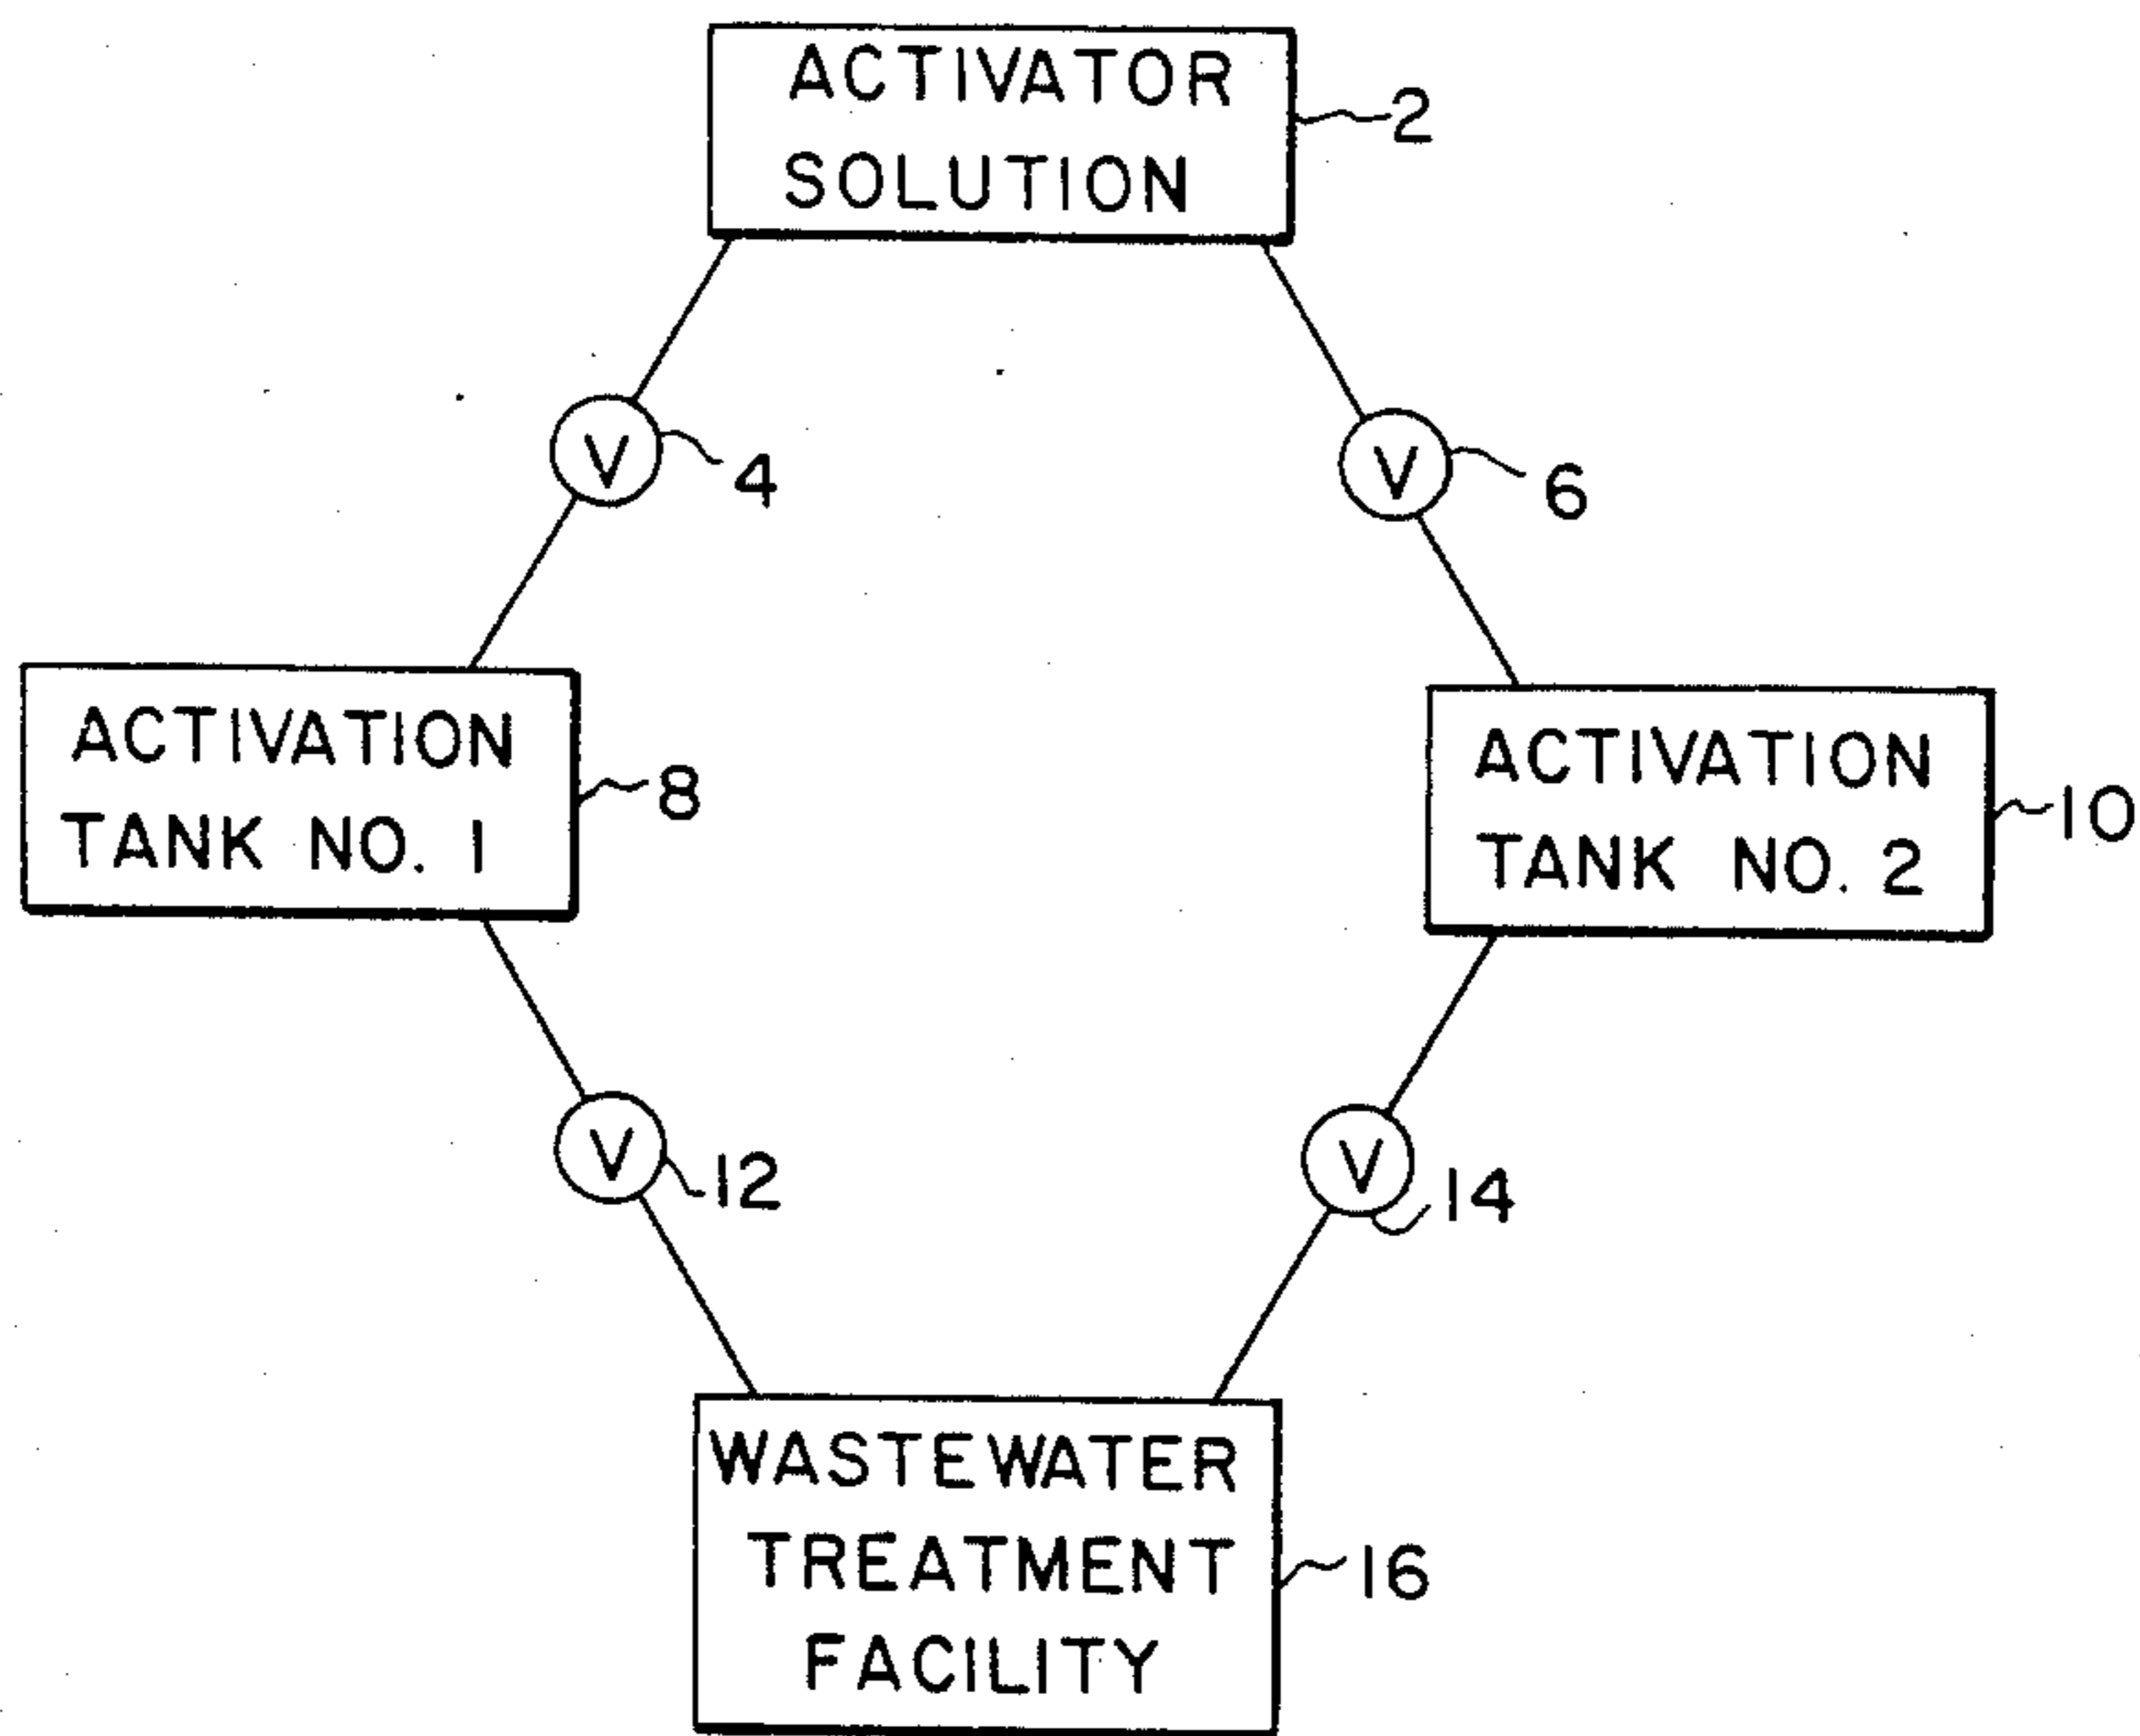 ACTIVATOR
SOLUTION
2
V
4
V
6
ACTIVATION
TANK NO. 1
8
ACTIVATION
TANK NO. 2
10
V
12
V
14
WASTEWATER
TREATMENT
FACILITY
16